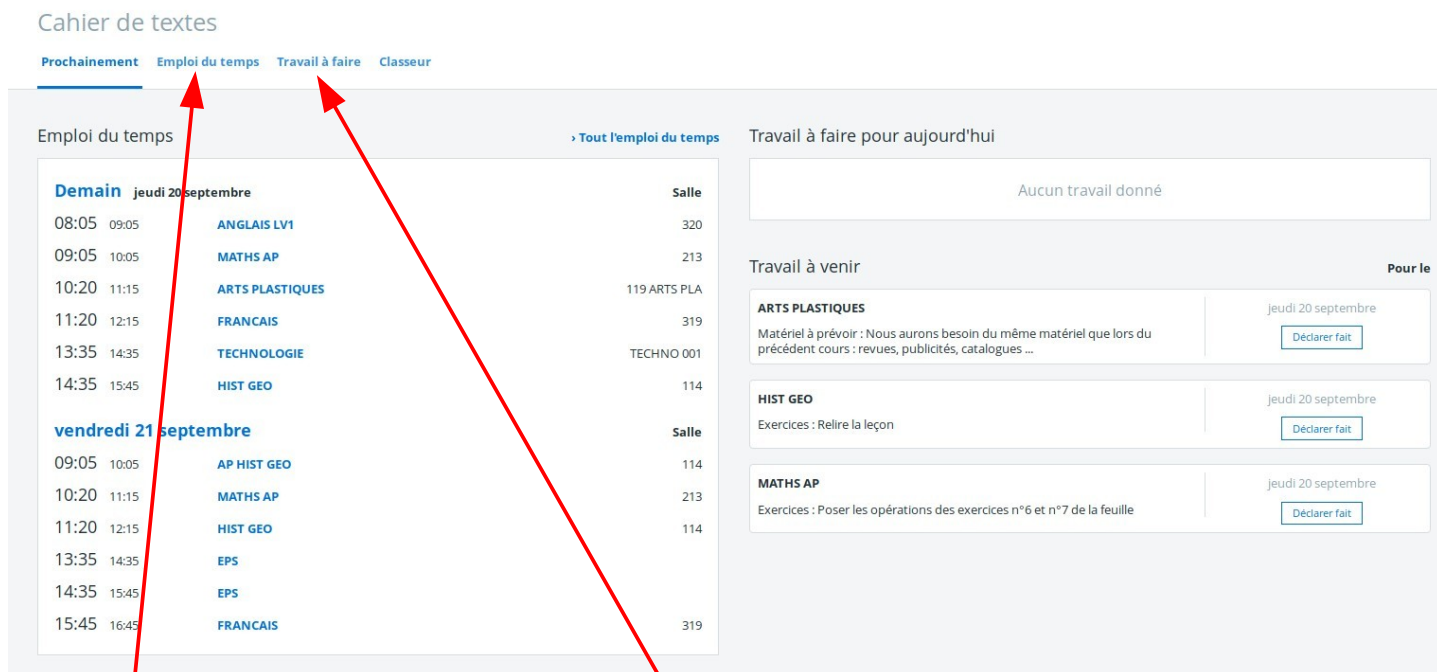 Cahier de textes
Prochainement Emploi du temps Travail à faire Classeur
Emploi du temps › Tout l'emploi du temps
Demain jeudi 20 septembre Salle
08:05 09:05 ANGLAIS LV1 320
09:05 10:05 MATHS AP 213
10:20 11:15 ARTS PLASTIQUES 119 ARTS PLA
11:20 12:15 FRANCAIS 319
13:35 14:35 TECHNOLOGIE TECHNO 001
14:35 15:45 HIST GEO 114
vendredi 21 septembre Salle
09:05 10:05 AP HIST GEO 114
10:20 11:15 MATHS AP 213
11:20 12:15 HIST GEO 114
13:35 14:35 EPS
14:35 15:45 EPS
15:45 16:45 FRANCAIS 319
Travail à faire pour aujourd'hui
Aucun travail donné
Travail à venir Pour le
ARTS PLASTIQUES jeudi 20 septembre
Matériel à prévoir : Nous aurons besoin du même matériel que lors du
précédent cours : revues, publicités, catalogues ...
Déclarer fait
HIST GEO jeudi 20 septembre
Exercices : Relire la leçon
Déclarer fait
MATHS AP jeudi 20 septembre
Exercices : Poser les opérations des exercices n°6 et n°7 de la feuille
Déclarer fait